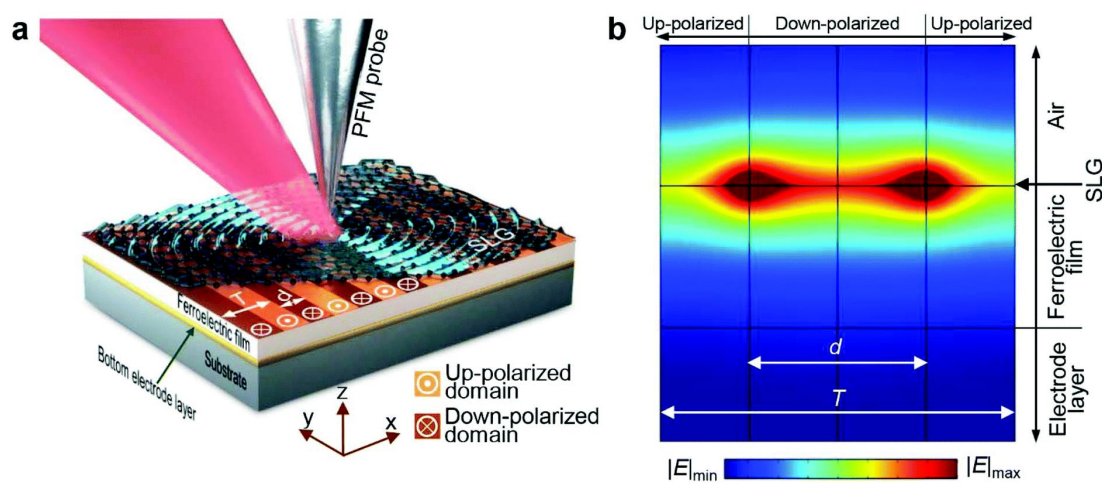 a
PFM probe
SLG
T
d
Ferroelectric film
Bottom electrode layer
Substrate
z
y
x
Up-polarized
domain
Down-polarized
domain
b
Up-polarized
Down-polarized
Up-polarized
Air
SLG
Ferroelectric
film
Electrode
layer
d
T
|E|min
|E|max